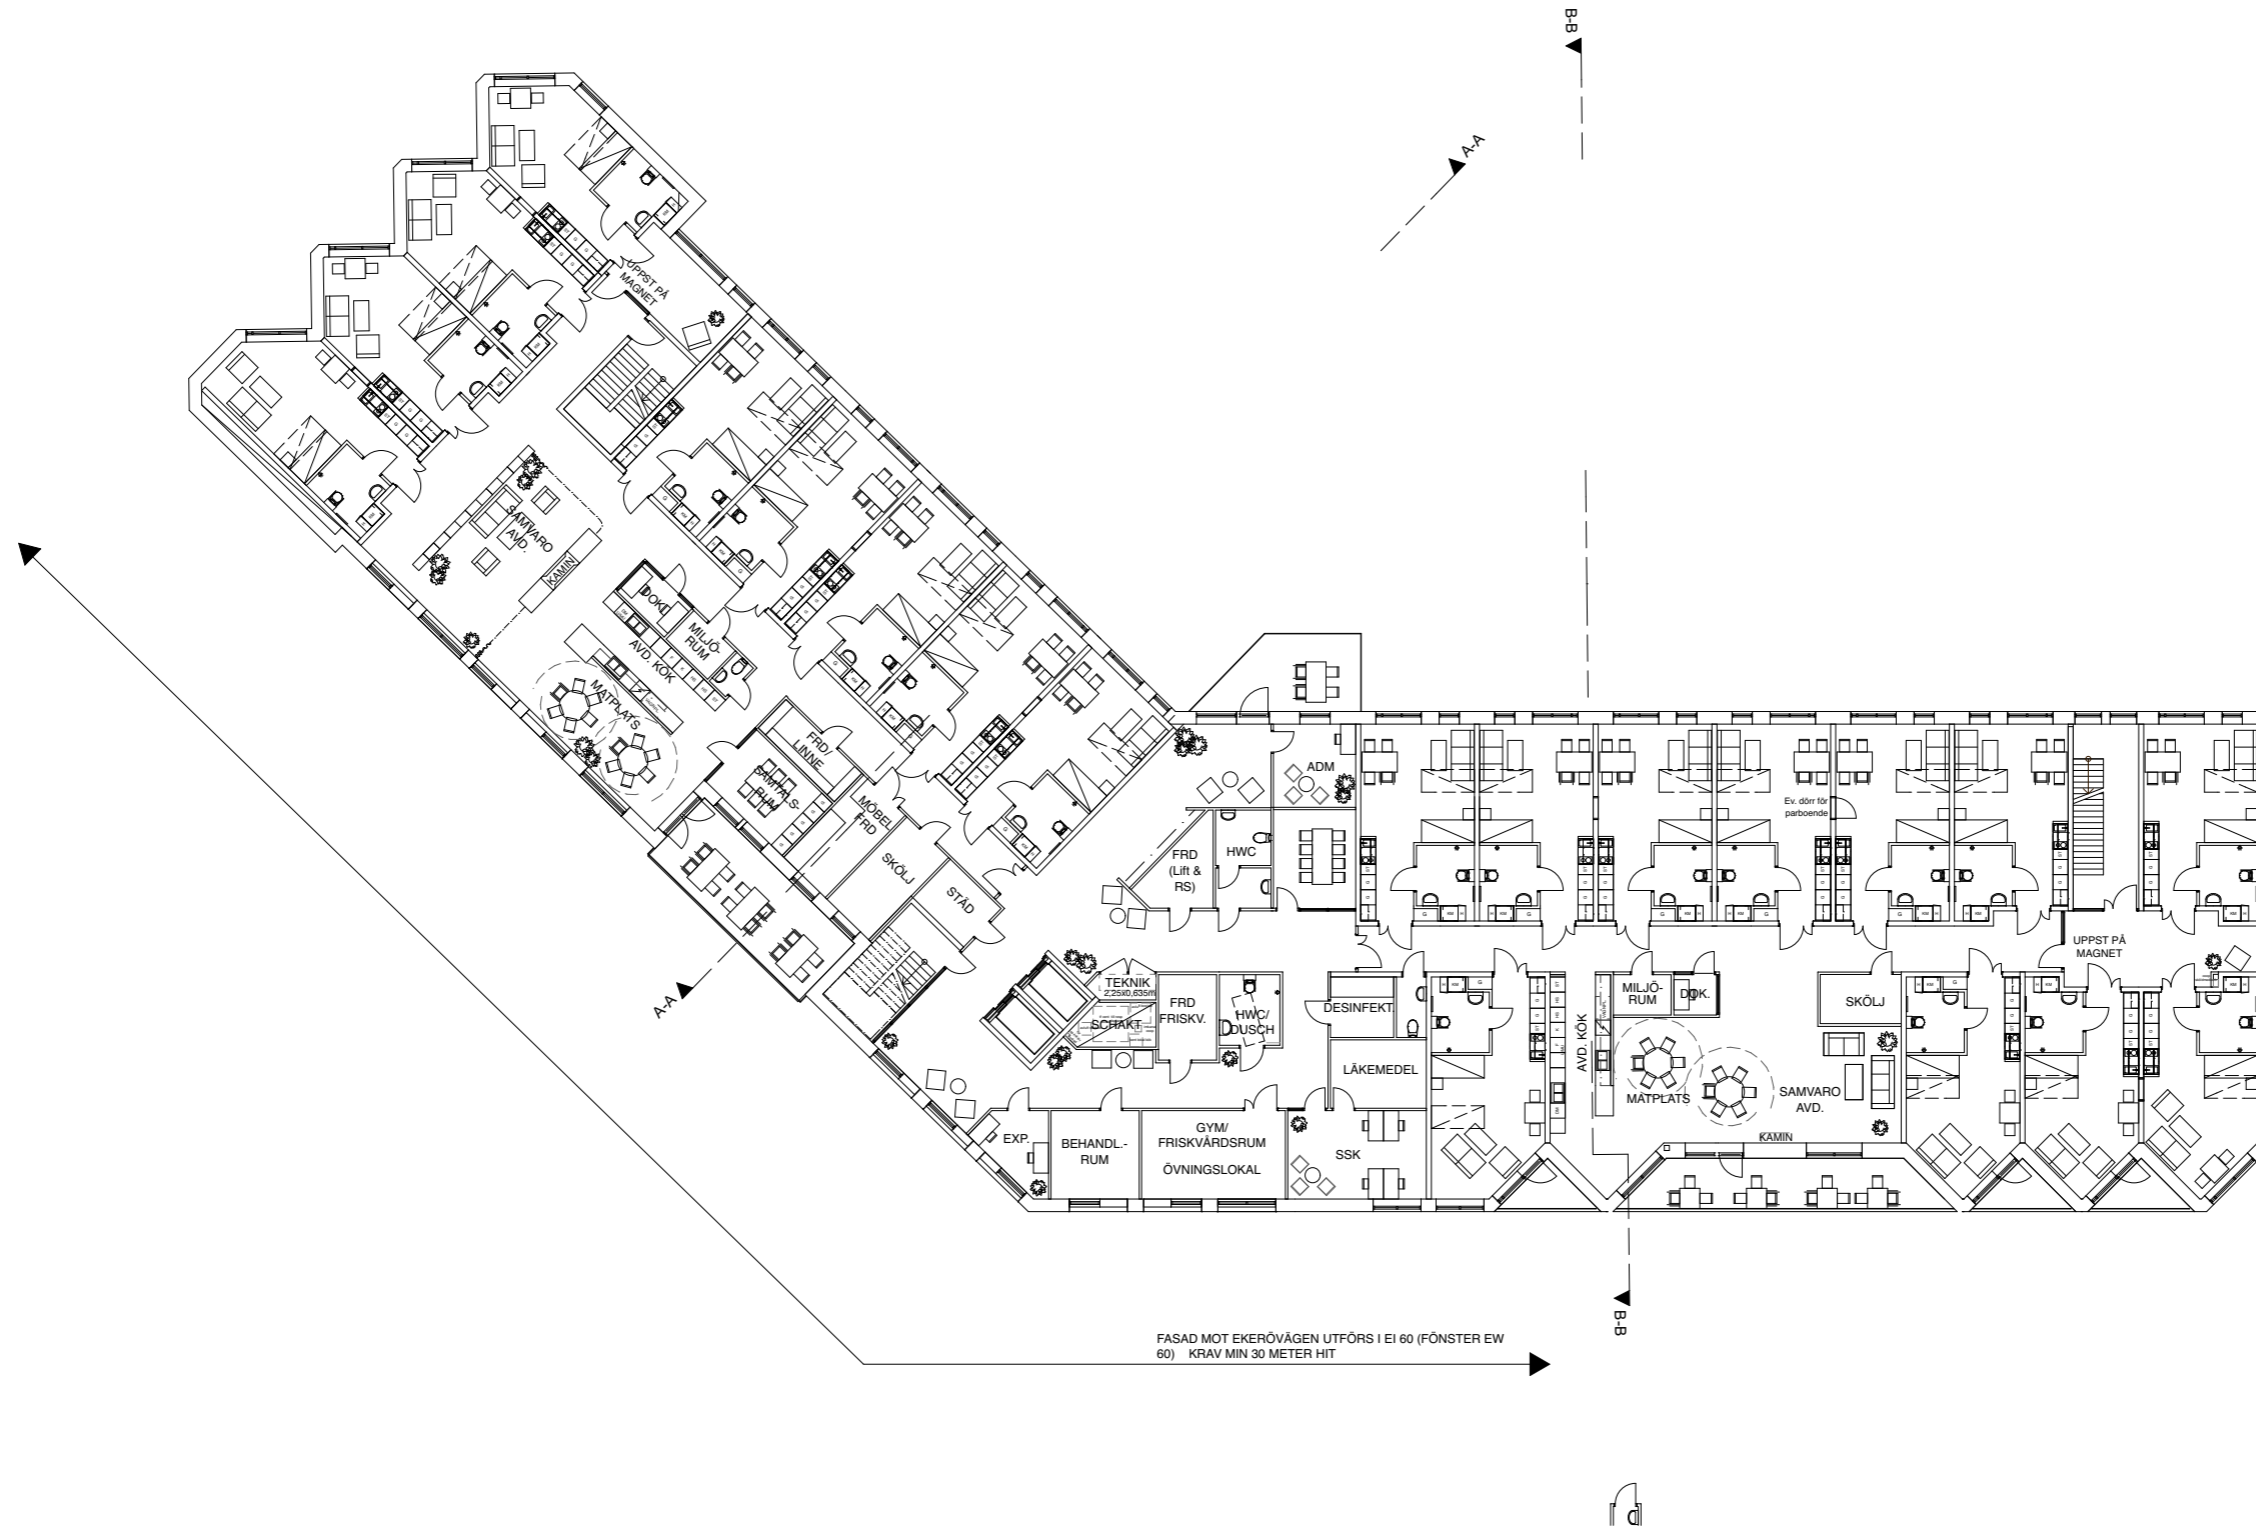 B-B
A-A
UPPST PÅ
MAGNET
SAMVARO
AVD.
KAMIN
DOK.
MILJÖ-
RUM
AVD. KÖK
MATPLATS
FRD/
LINNE
SAMTALS-
RUM
MÖBEL
FRD
SKÖLJ
STÄD
A-A
ADM
Ev. dörr för
parboende
FRD
(Lift &
RS)
HWC
UPPST PÅ
MAGNET
TEKNIK
2,25x0,635m
SCHAKT
FRD
FRISKV.
HWC/
DUSCH
DESINFEKT.
LÄKEMEDEL
AVD. KÖK
MILJÖ-
RUM
DOK.
SKÖLJ
MATPLATS
SAMVARO
AVD.
KAMIN
EXP.
BEHANDL.-
RUM
GYM/
FRISKVÅRDSRUM
ÖVNINGSLOKAL
SSK
B-B
FASAD MOT EKERÖVÄGEN UTFÖRS I EI 60 (FÖNSTER EW
60) KRAV MIN 30 METER HIT